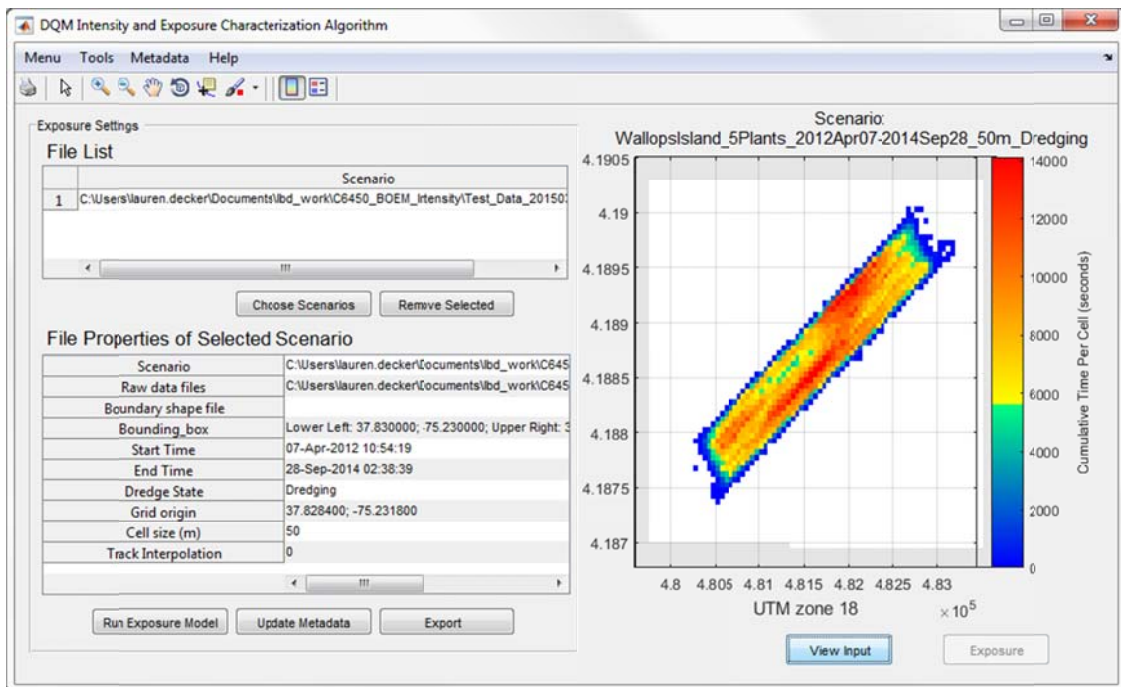 DQM Intensity and Exposure Characterization Algorithm
Menu Tools Metadata Help
Exposure Settngs
File List
Scenario
1 C:\Users\lauren.decker\Documents\lbd_work\C6450_BOEM_Intensity\Test_Data_20150
Choose Scenarios Remove Selected
File Properties of Selected Scenario
Scenario C:\Users\lauren.decker\Documents\lbd_work\C645
Raw data files C:\Users\lauren.decker\Documents\lbd_work\C645
Boundary shape file
Bounding_box Lower Left: 37.830000; -75.230000; Upper Right: 3
Start Time 07-Apr-2012 10:54:19
End Time 28-Sep-2014 02:38:39
Dredge State Dredging
Grid origin 37.828400; -75.231800
Cell size (m) 50
Track Interpolation 0
Run Exposure Model Update Metadata Export
Scenario:
WallopsIsland_5Plants_2012Apr07-2014Sep28_50m_Dredging
4.1905
4.19
4.1895
4.189
4.1885
4.188
4.1875
4.187
4.8 4.805 4.81 4.815 4.82 4.825 4.83
UTM zone 18 × 10^5
14000
12000
10000
8000
6000
4000
2000
0
Cumulative Time Per Cell (seconds)
View Input Exposure